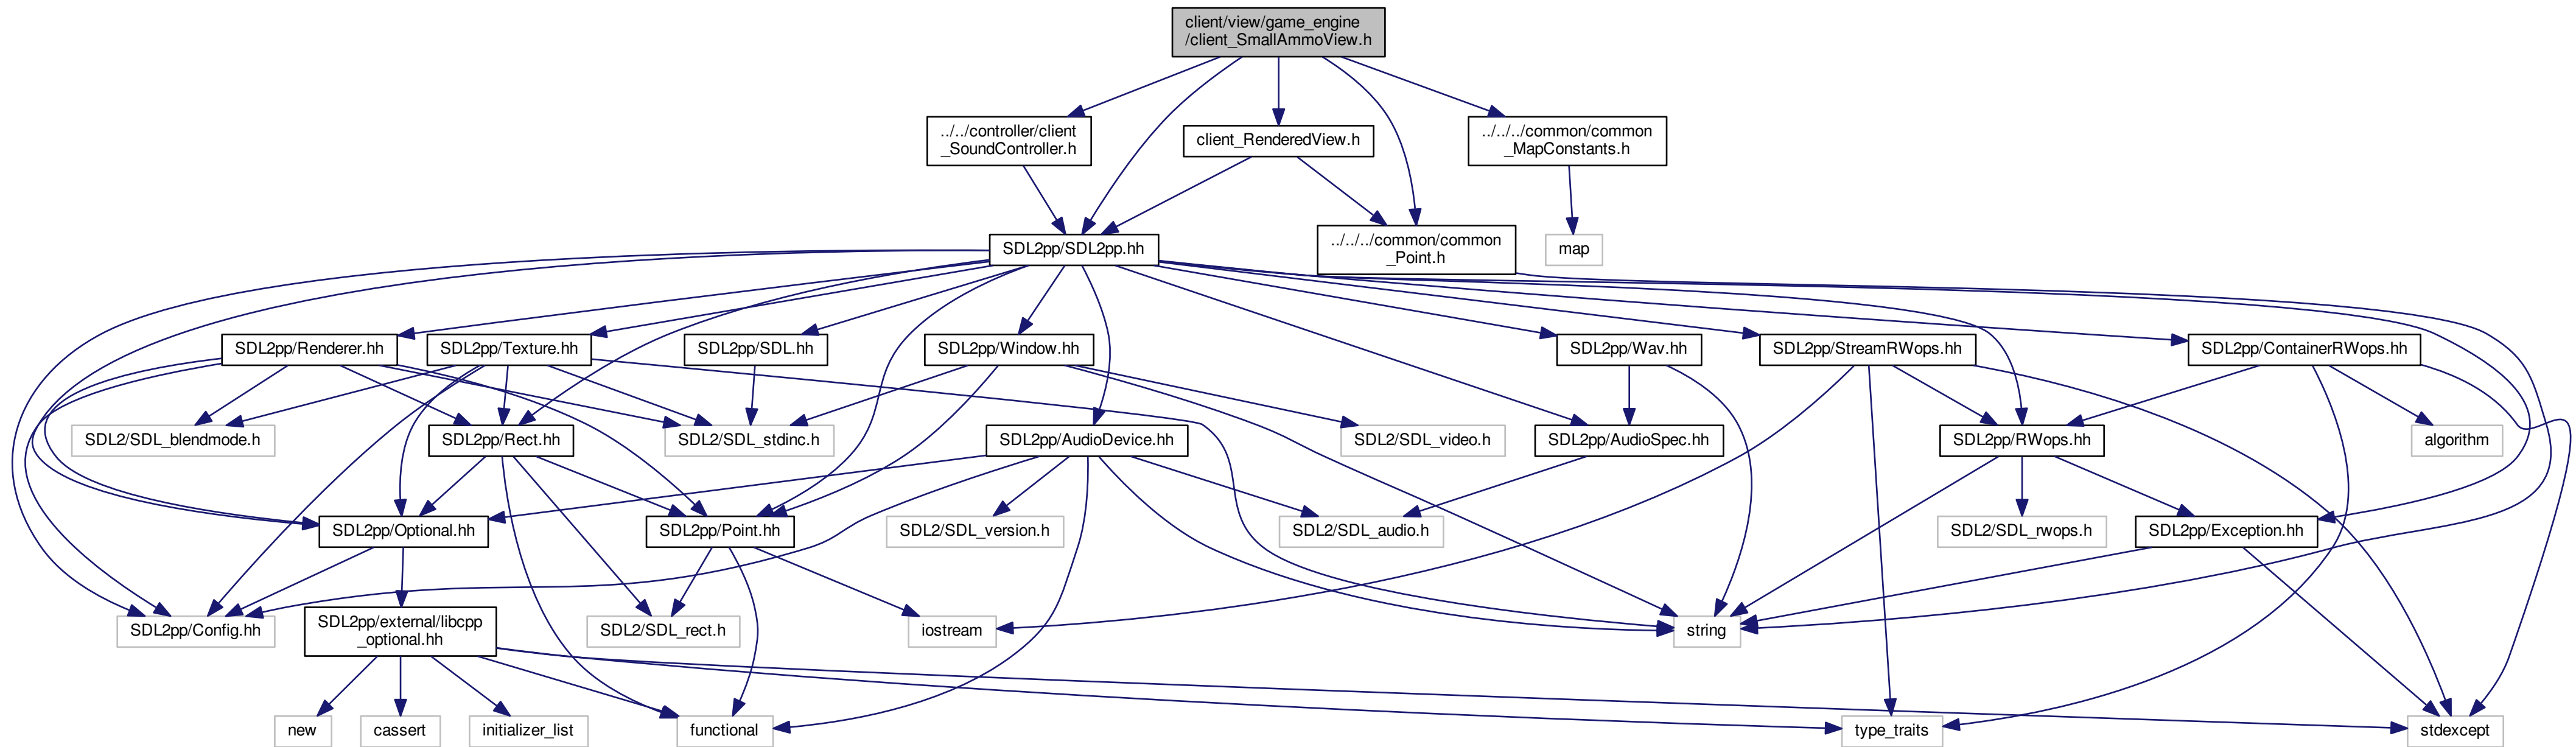 client/view/game_engine
/client_SmallAmmoView.h
../../controller/client
_SoundController.h
client_RenderedView.h
../../../common/common
_MapConstants.h
SDL2pp/SDL2pp.hh
../../../common/common
_Point.h
map
SDL2pp/Renderer.hh
SDL2pp/Texture.hh
SDL2pp/SDL.hh
SDL2pp/Window.hh
SDL2pp/Wav.hh
SDL2pp/StreamRWops.hh
SDL2pp/ContainerRWops.hh
SDL2/SDL_blendmode.h
SDL2pp/Rect.hh
SDL2/SDL_stdinc.h
SDL2pp/AudioDevice.hh
SDL2/SDL_video.h
SDL2pp/AudioSpec.hh
SDL2pp/RWops.hh
algorithm
SDL2pp/Optional.hh
SDL2pp/Point.hh
SDL2/SDL_version.h
SDL2/SDL_audio.h
SDL2/SDL_rwops.h
SDL2pp/Exception.hh
SDL2pp/Config.hh
SDL2pp/external/libcpp
_optional.hh
SDL2/SDL_rect.h
iostream
string
new
cassert
initializer_list
functional
type_traits
stdexcept